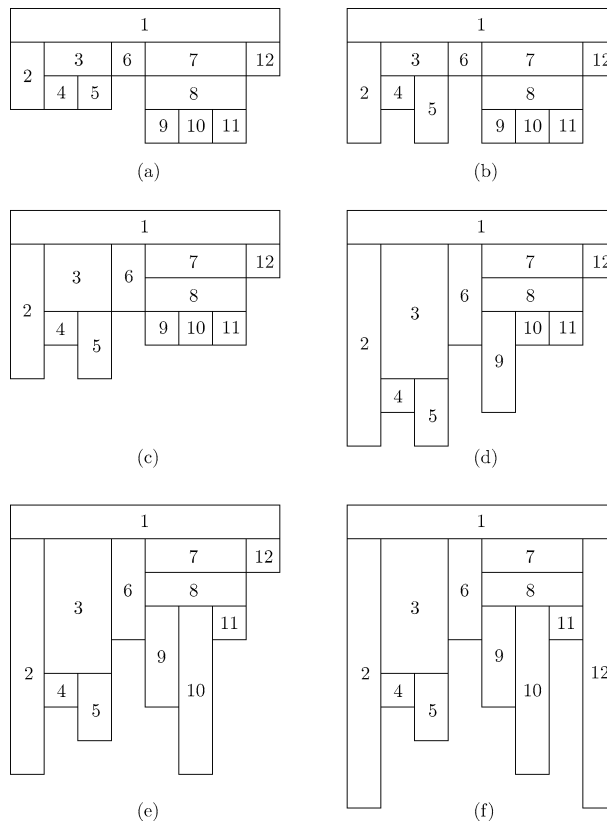 1 1
2 3 6 7 12 2 3 6 7 12
4 5 8 4 5 8
9 10 11 9 10 11
(a) (b)
1 1
2 3 6 7 12 2 3 6 7 12
8 8
4 5 9 10 11 9 10 11
4 5
(c) (d)
1 1
2 3 6 7 12 2 3 6 7
8 8
11 11
4 5 9 10 4 5 9 10 12
(e) (f)